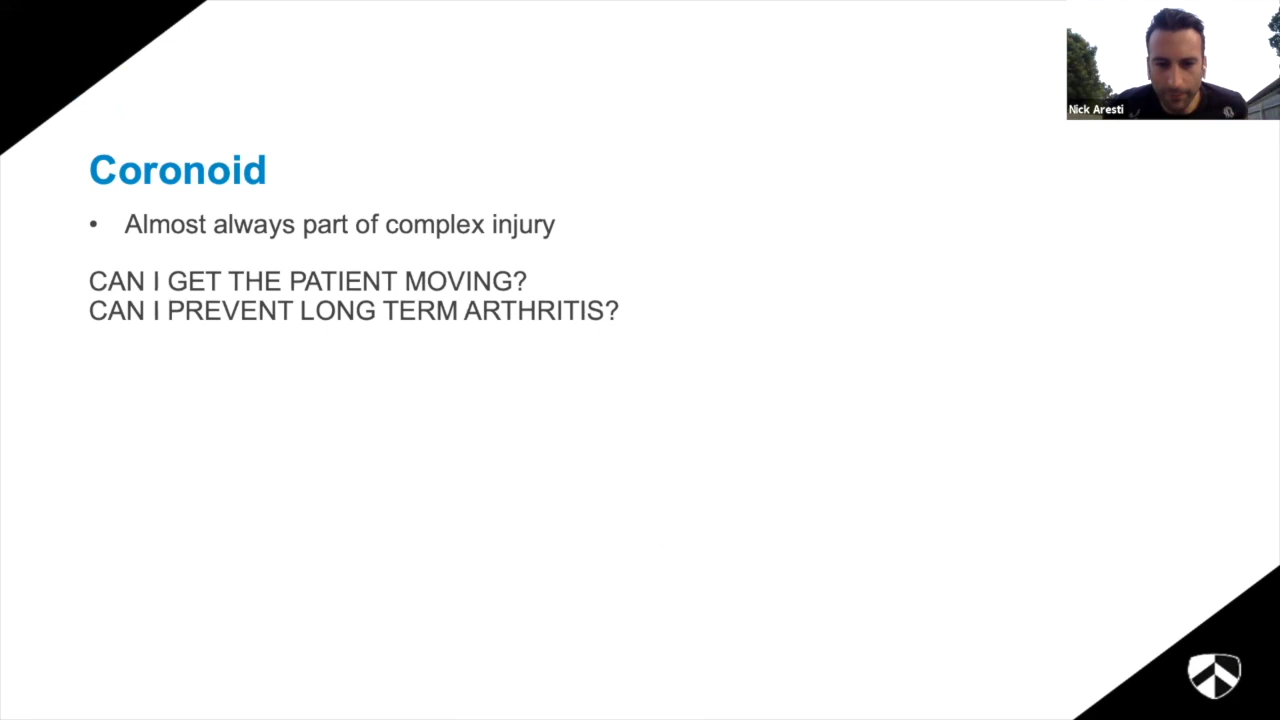 Nick Aresti
Coronoid
• Almost always part of complex injury
CAN I GET THE PATIENT MOVING?
CAN I PREVENT LONG TERM ARTHRITIS?